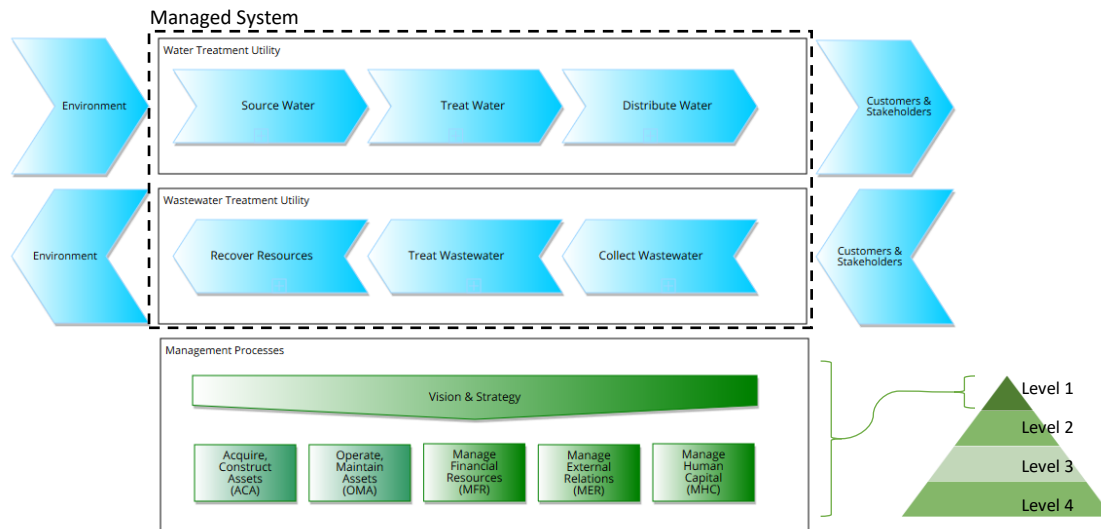 Managed System
Water Treatment Utility
Environment
Source Water
Treat Water
Distribute Water
Customers &
Stakeholders
Wastewater Treatment Utility
Environment
Recover Resources
Treat Wastewater
Collect Wastewater
Customers &
Stakeholders
Management Processes
Vision & Strategy
Acquire,
Construct
Assets
(ACA)
Operate,
Maintain
Assets
(OMA)
Manage
Financial
Resources
(MFR)
Manage
External
Relations
(MER)
Manage
Human
Capital
(MHC)
Level 1
Level 2
Level 3
Level 4